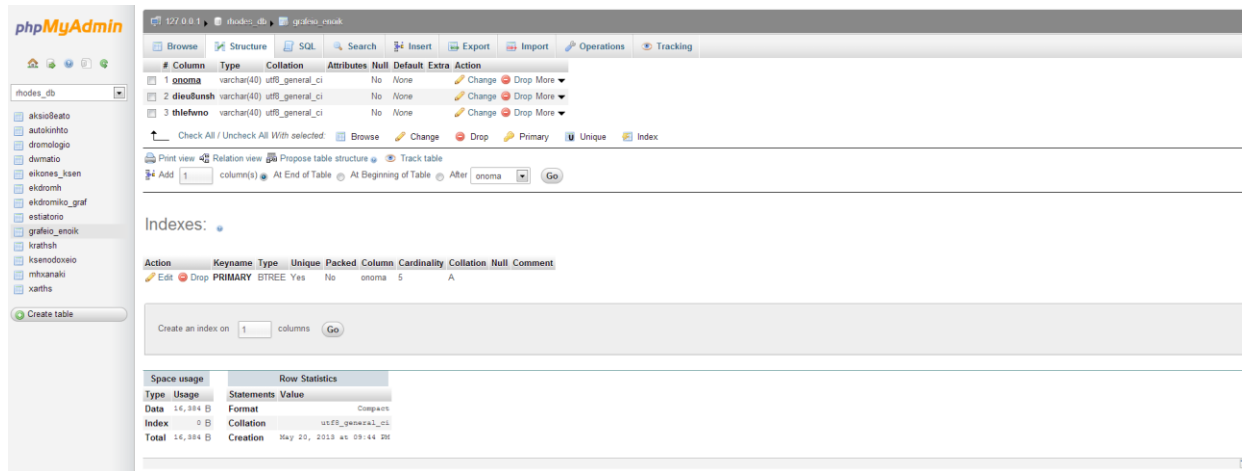 phpMyAdmin
rhodes_db
aksio8eato
autokinhto
dromologio
dwmatio
eikones_ksen
ekdromh
ekdromiko_graf
estiatorio
grafeio_enoik
krathsh
ksenodoxeio
mhxanaki
xarths
Create table
127.0.0.1 ▸ rhodes_db ▸ grafeio_enoik
Browse Structure SQL Search Insert Export Import Operations Tracking
# Column Type Collation Attributes Null Default Extra Action
1 onoma varchar(40) utf8_general_ci No None Change Drop More
2 dieu8unsh varchar(40) utf8_general_ci No None Change Drop More
3 thlefwno varchar(40) utf8_general_ci No None Change Drop More
Check All / Uncheck All With selected: Browse Change Drop Primary Unique Index
Print view Relation view Propose table structure Track table
Add 1 column(s) At End of Table At Beginning of Table After onoma Go
Indexes:
Action Keyname Type Unique Packed Column Cardinality Collation Null Comment
Edit Drop PRIMARY BTREE Yes No onoma 5 A
Create an index on 1 columns Go
Space usage
Type Usage
Data 16,384 B
Index 0 B
Total 16,384 B
Row Statistics
Statements Value
Format Compact
Collation utf8_general_ci
Creation May 20, 2013 at 09:44 PM